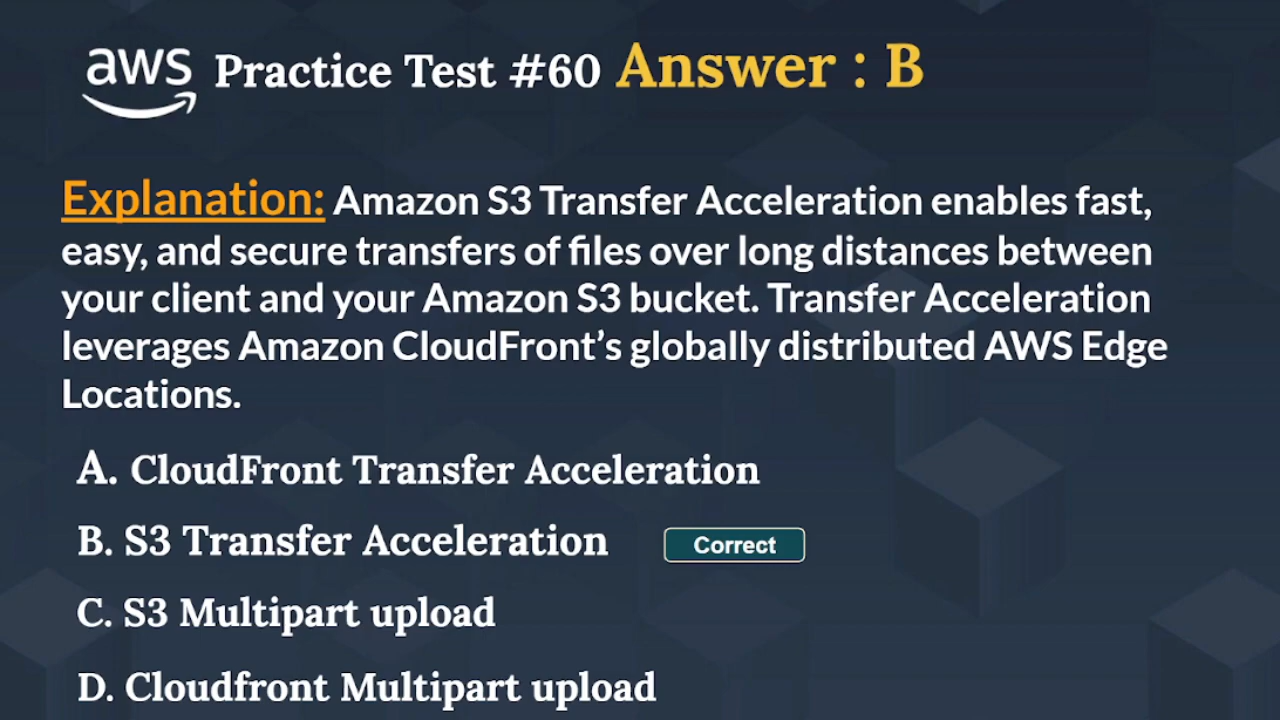 aws Practice Test #60 Answer : B
Explanation: Amazon S3 Transfer Acceleration enables fast,
easy, and secure transfers of files over long distances between
your client and your Amazon S3 bucket. Transfer Acceleration
leverages Amazon CloudFront’s globally distributed AWS Edge
Locations.
A. CloudFront Transfer Acceleration
B. S3 Transfer Acceleration Correct
C. S3 Multipart upload
D. Cloudfront Multipart upload